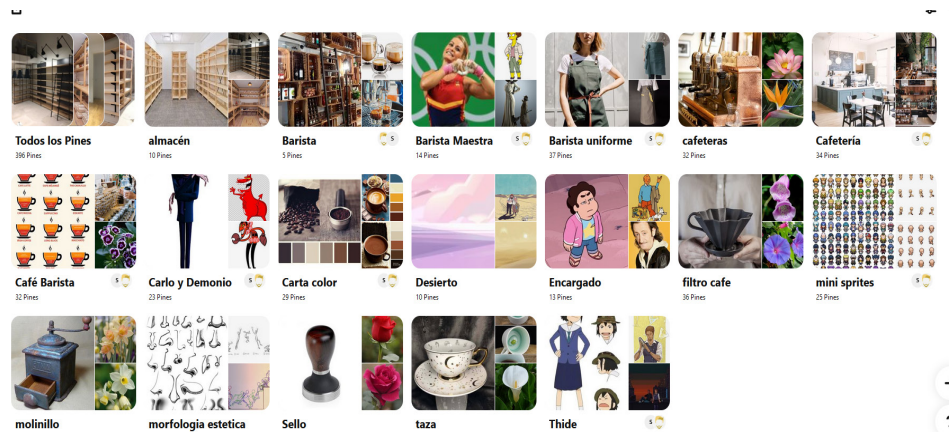 Todos los Pines
396 Pines
almacén
10 Pines
Barista
5 Pines
S
Barista Maestra
14 Pines
S
Barista uniforme
37 Pines
S
cafeteras
32 Pines
Cafetería
34 Pines
S
Café Barista
32 Pines
S
Carlo y Demonio
23 Pines
S
Carta color
29 Pines
S
Desierto
10 Pines
Encargado
13 Pines
S
filtro cafe
36 Pines
mini sprites
25 Pines
S
molinillo
morfologia estetica
Sello
taza
Thide
S